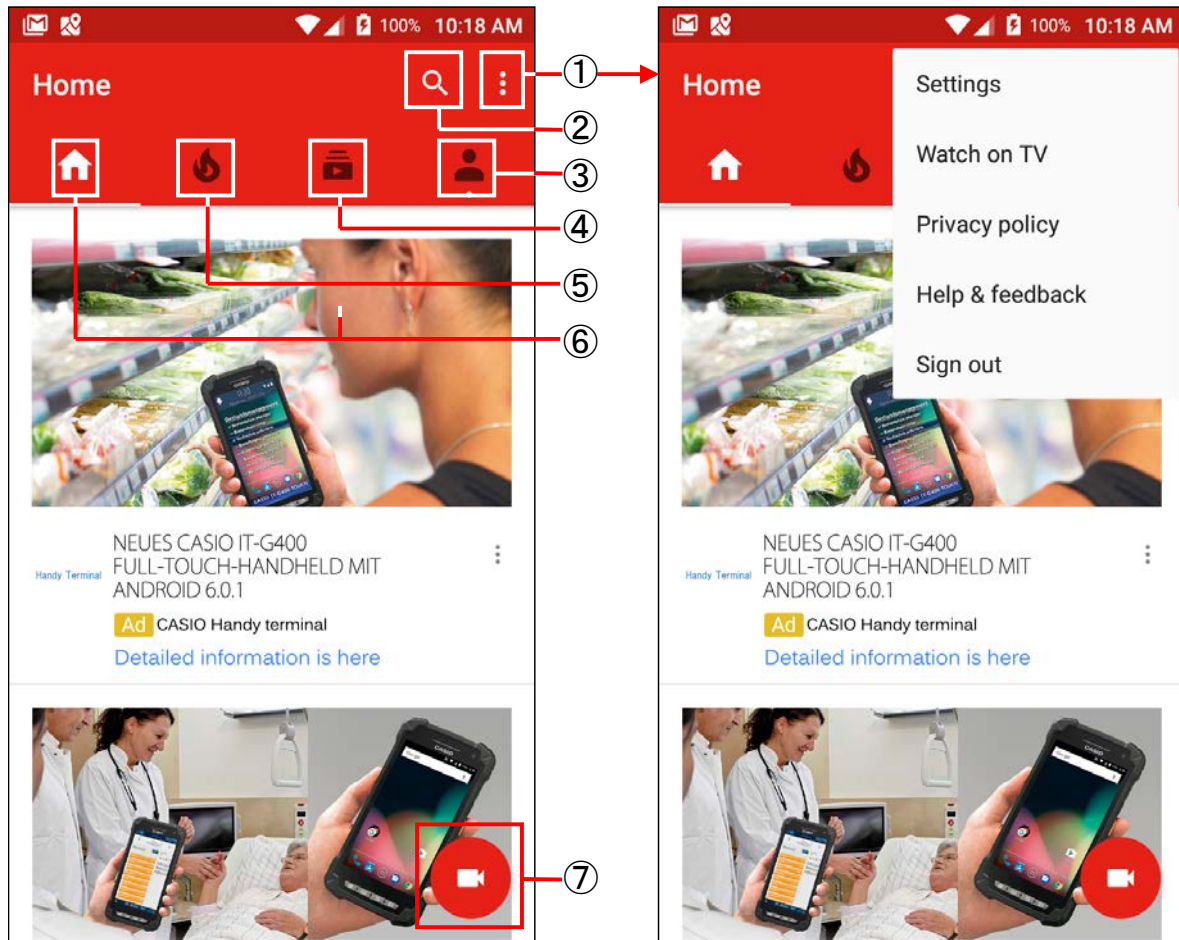 100% 10:18 AM
Home
①
②
③
④
⑤
⑥
Handy Terminal
NEUES CASIO IT-G400
FULL-TOUCH-HANDHELD MIT
ANDROID 6.0.1
Ad CASIO Handy terminal
Detailed information is here
⑦
100% 10:18 AM
Home
Settings
Watch on TV
Privacy policy
Help & feedback
Sign out
Handy Terminal
NEUES CASIO IT-G400
FULL-TOUCH-HANDHELD MIT
ANDROID 6.0.1
Ad CASIO Handy terminal
Detailed information is here